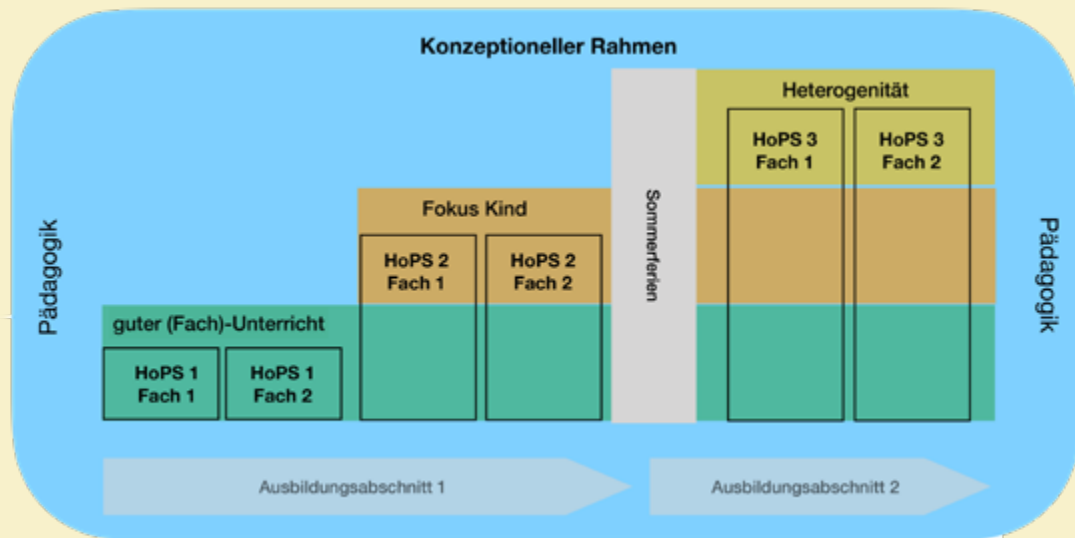 Konzeptioneller Rahmen
Pädagogik
guter (Fach)-Unterricht
HoPS 1
Fach 1
HoPS 1
Fach 2
Fokus Kind
HoPS 2
Fach 1
HoPS 2
Fach 2
Sommerferien
Heterogenität
HoPS 3
Fach 1
HoPS 3
Fach 2
Pädagogik
Ausbildungsabschnitt 1
Ausbildungsabschnitt 2